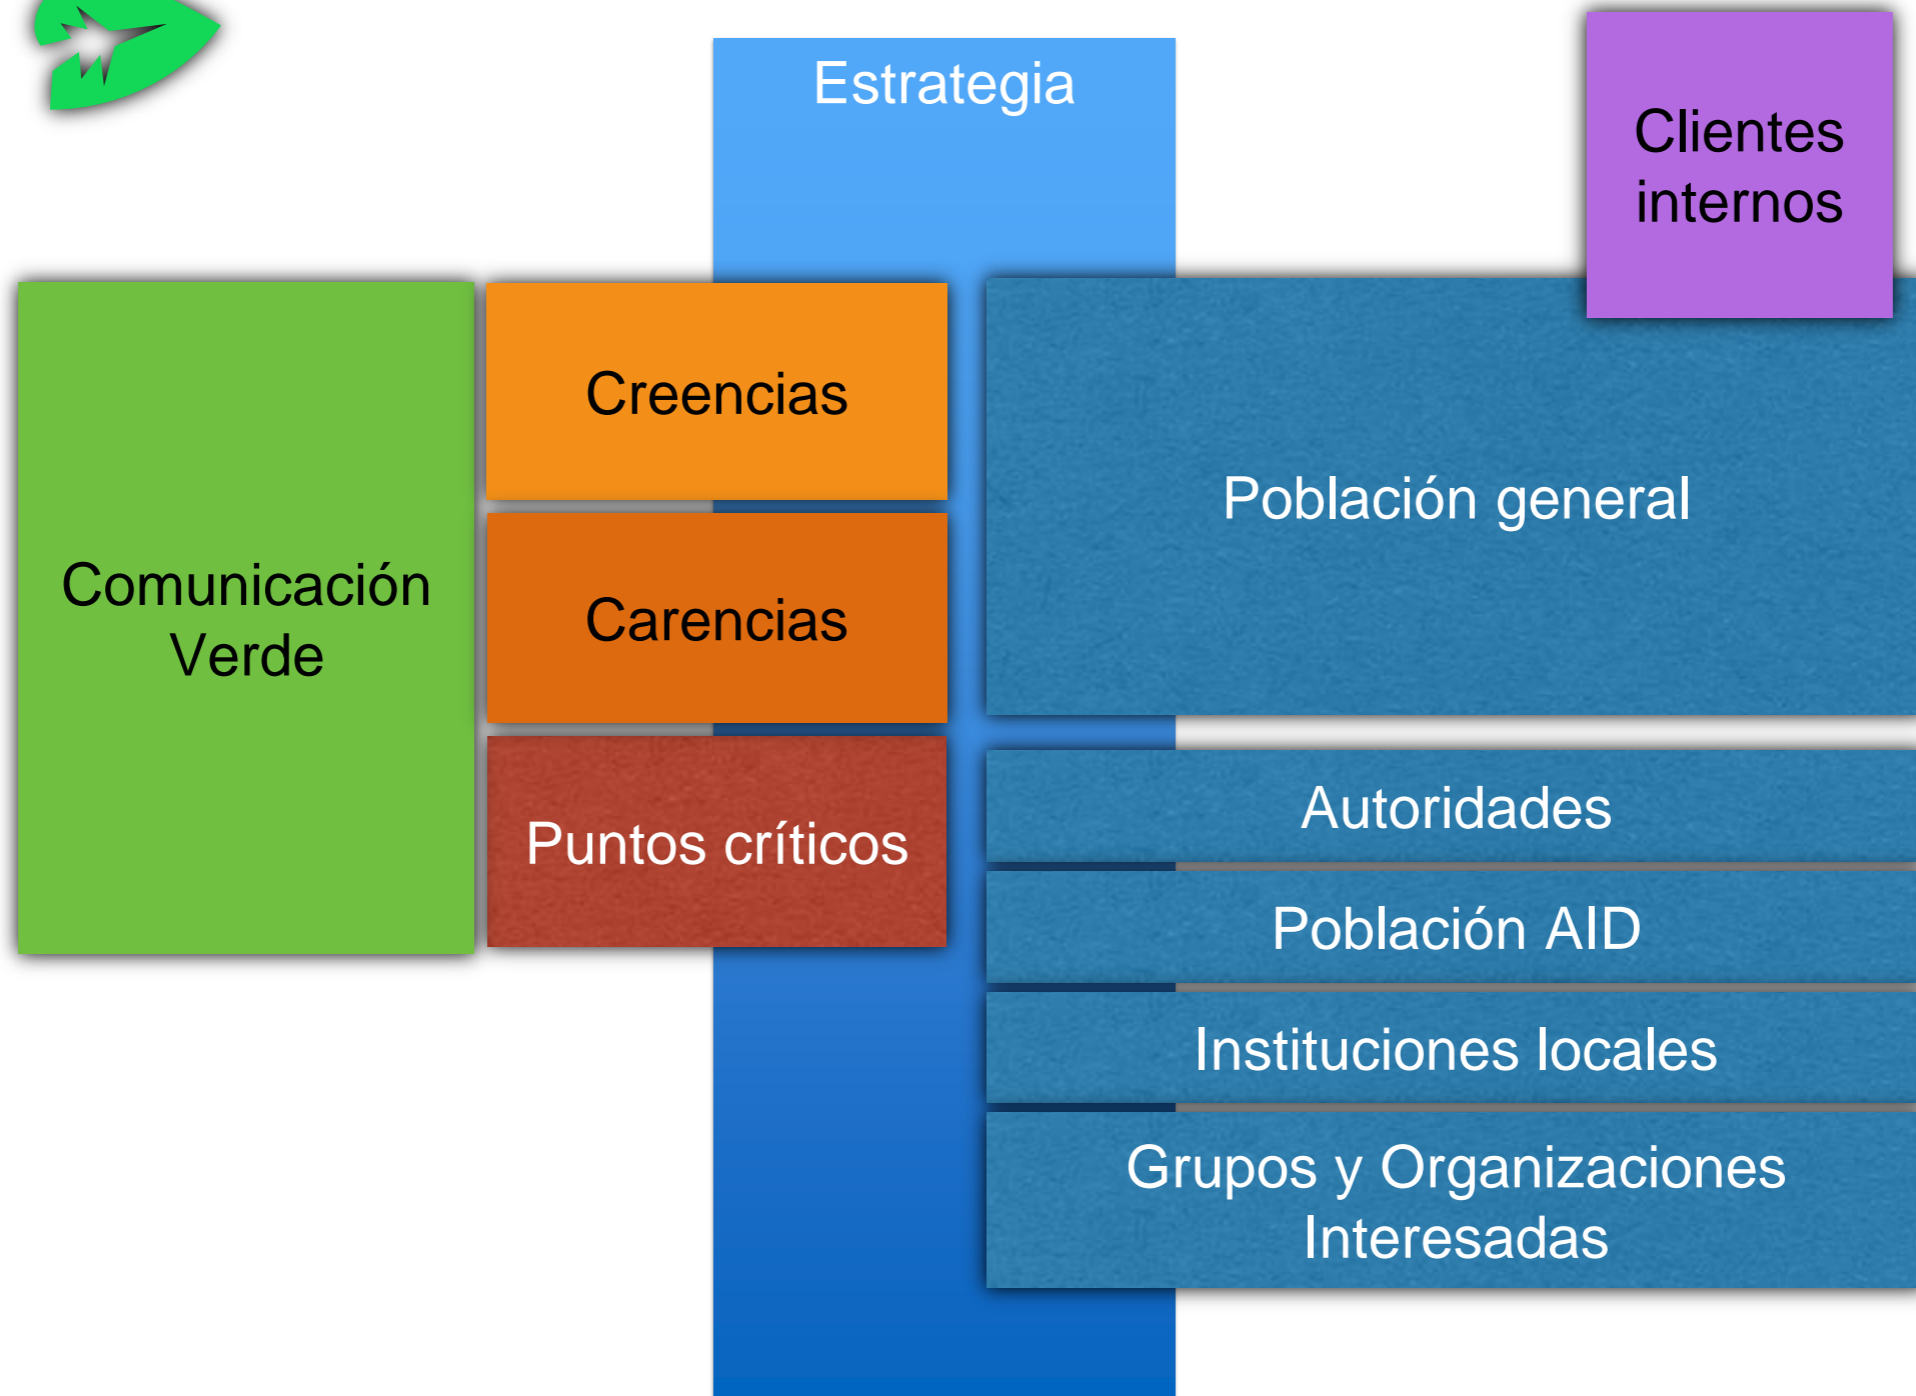 Estrategia
Clientes
internos
Comunicación
Verde
Creencias
Carencias
Puntos críticos
Población general
Autoridades
Población AID
Instituciones locales
Grupos y Organizaciones
Interesadas